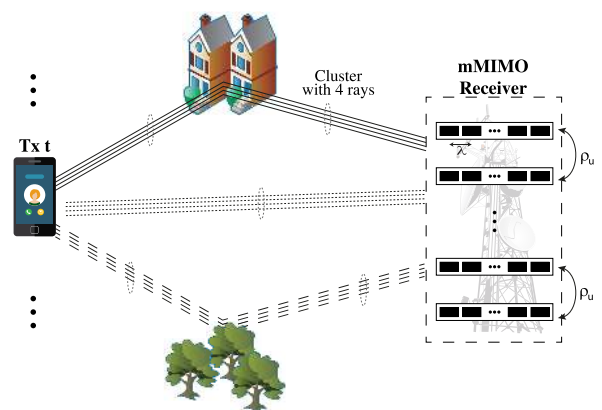 Cluster
with 4 rays
mMIMO
Receiver
Tx t
λ
ρu
ρu